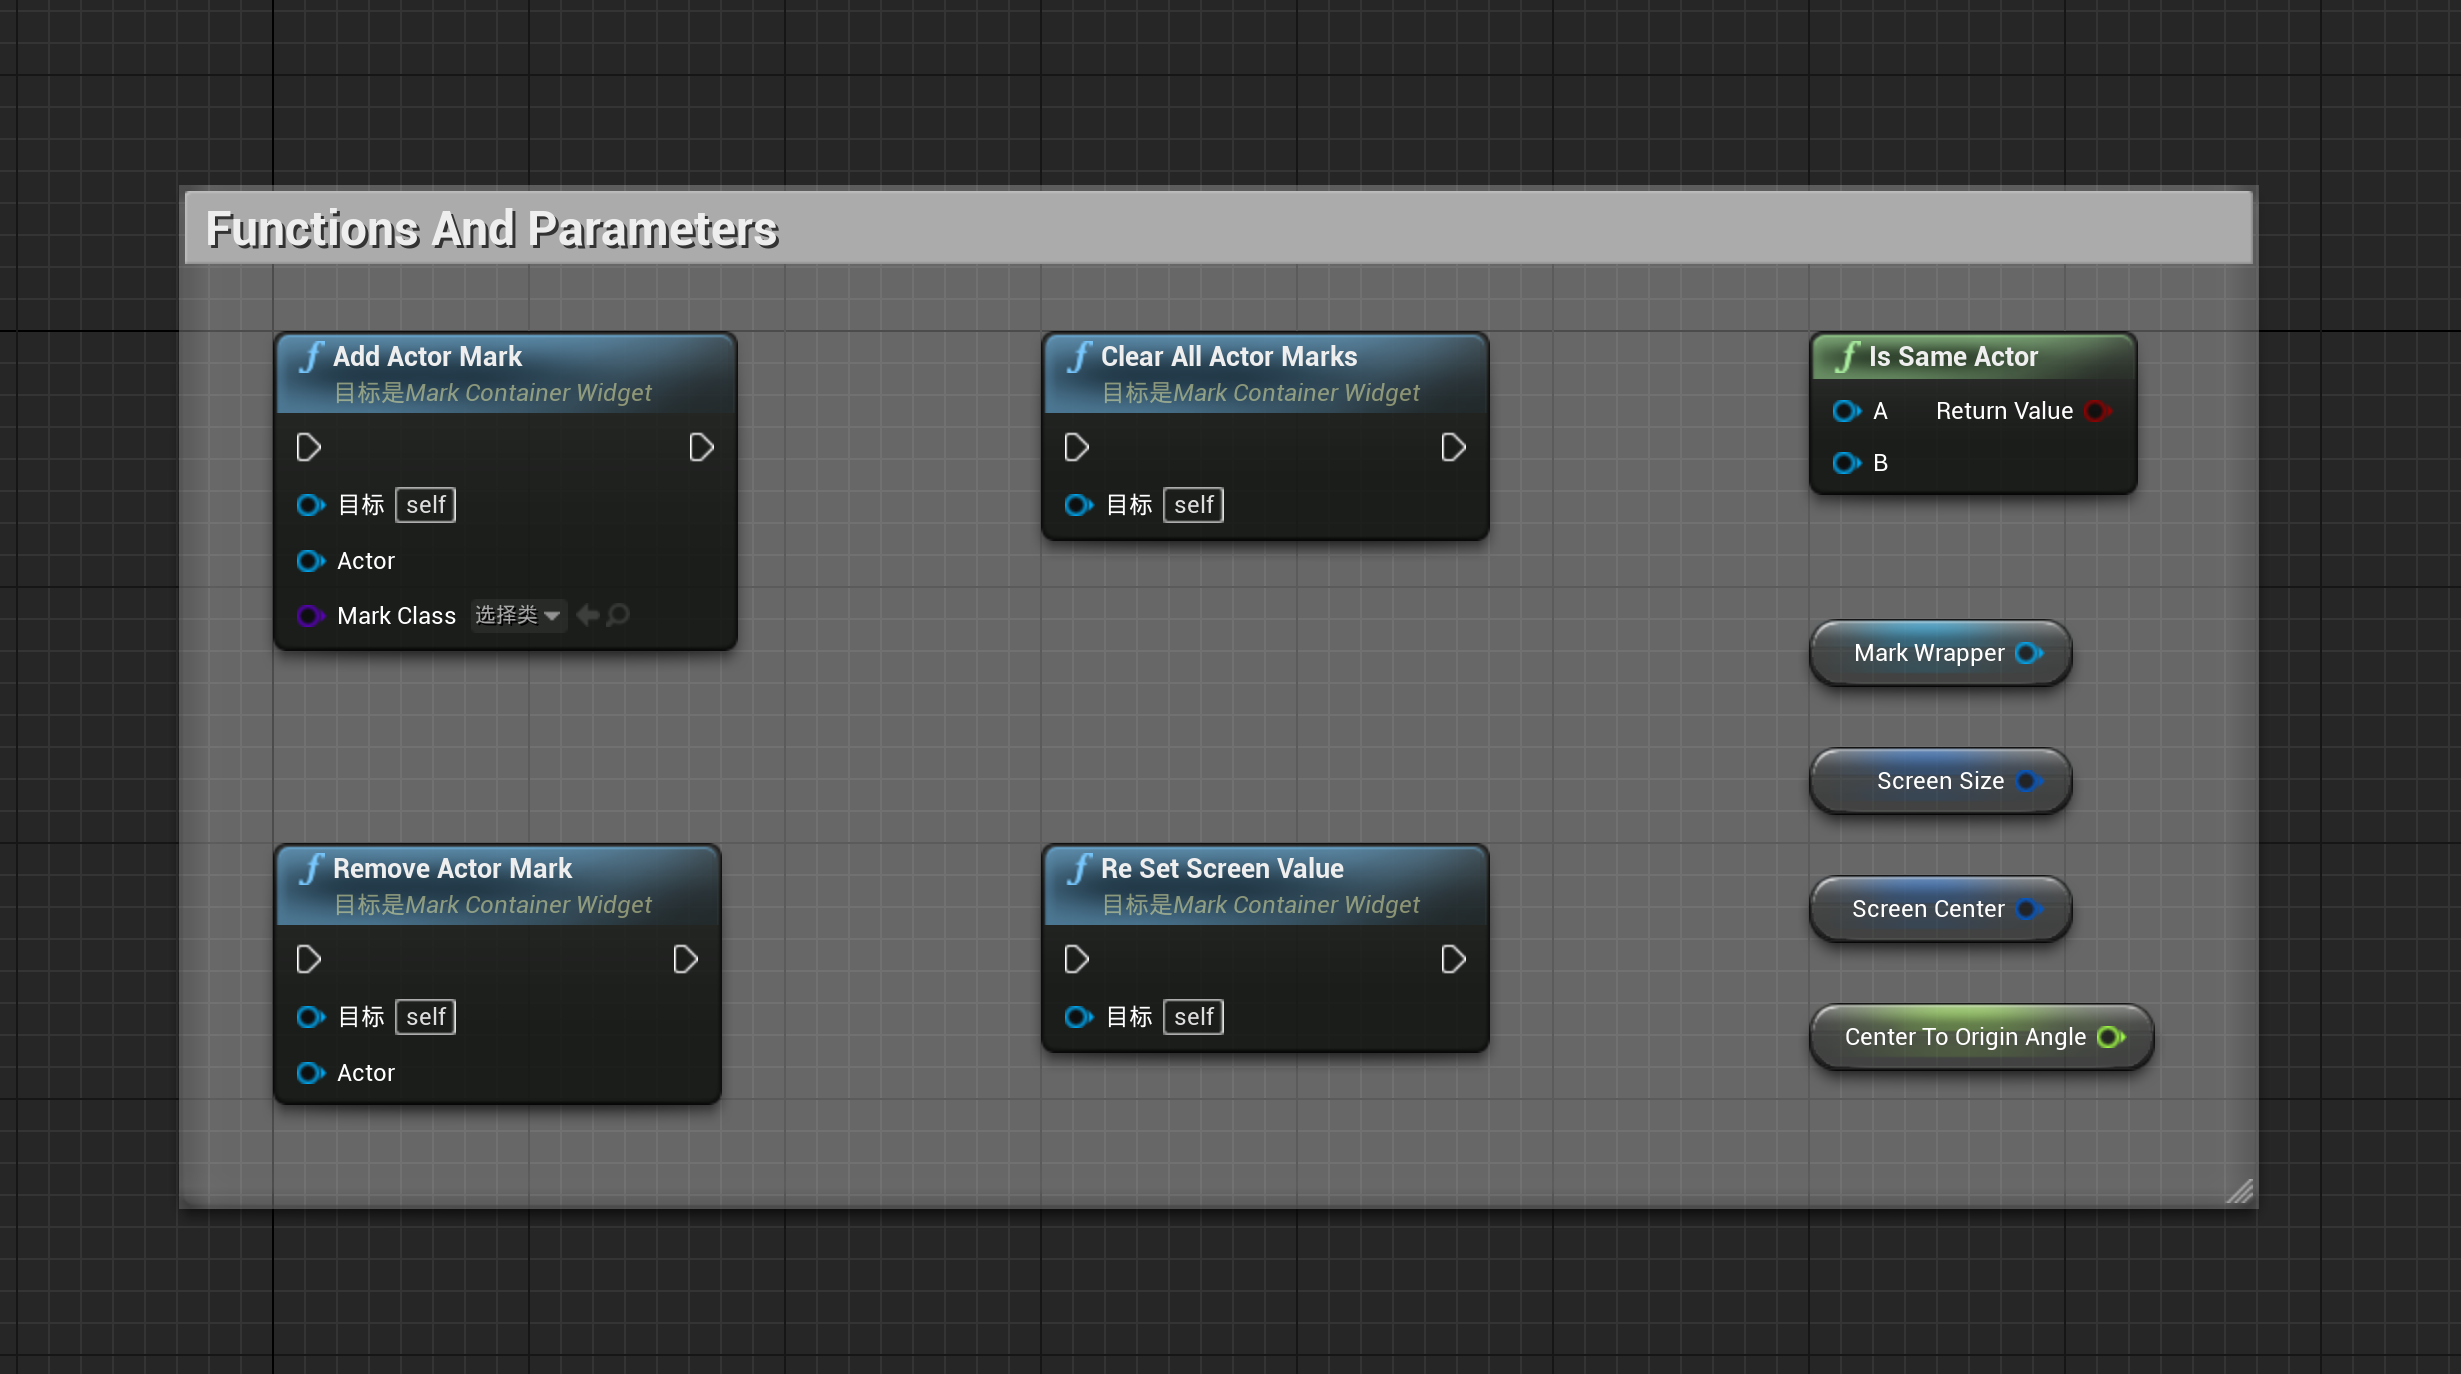 Functions And Parameters
Add Actor Mark
目标是Mark Container Widget
目标 self
Actor
Mark Class 选择类
Clear All Actor Marks
目标是Mark Container Widget
目标 self
Is Same Actor
A Return Value
B
Mark Wrapper
Screen Size
Screen Center
Center To Origin Angle
Remove Actor Mark
目标是Mark Container Widget
目标 self
Actor
Re Set Screen Value
目标是Mark Container Widget
目标 self